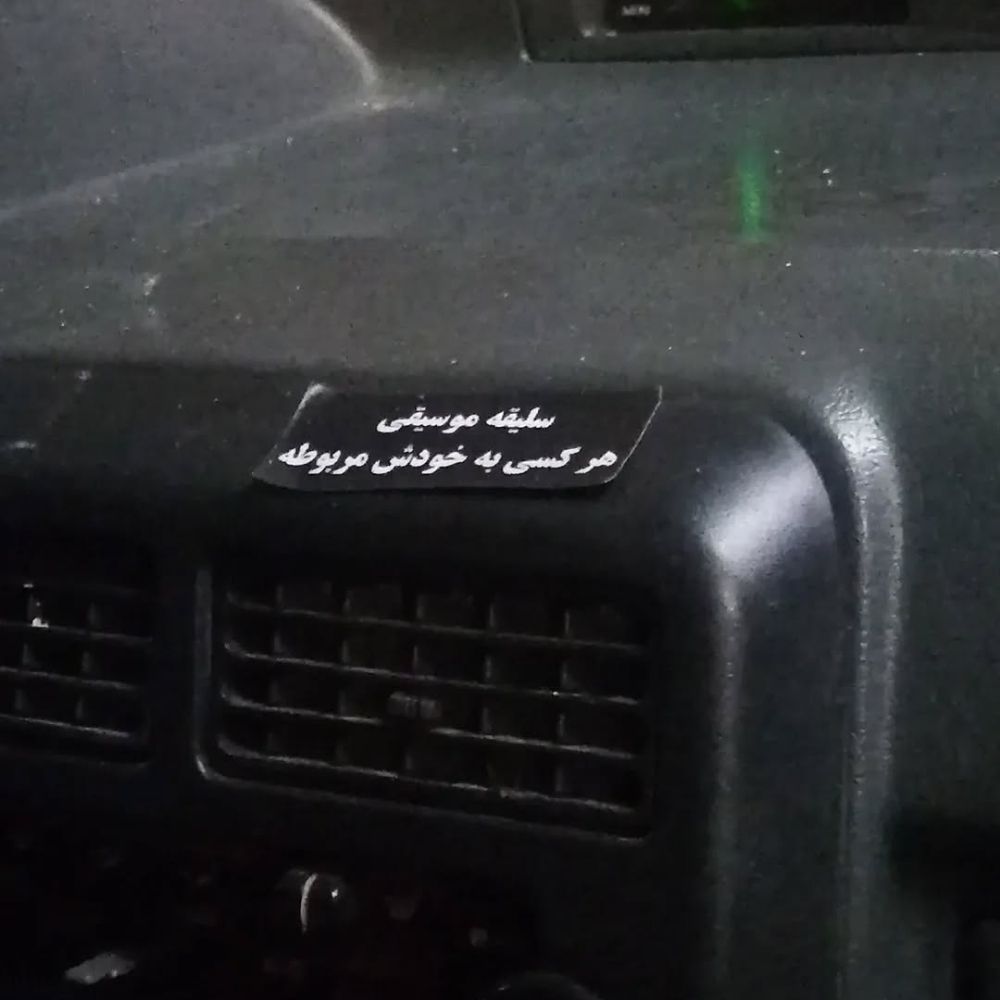 سلیقه موسیقی
هر کسی به خودش مربوطه